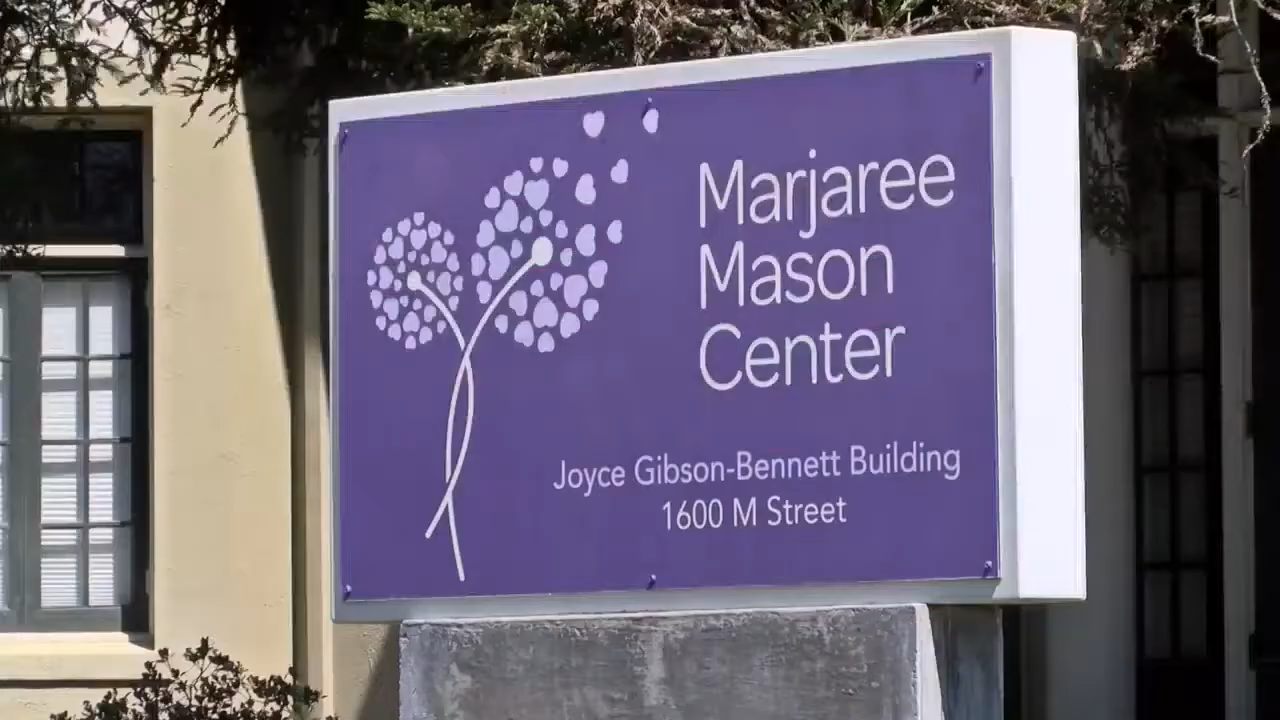 Marjaree
Mason
Center
Joyce Gibson-Bennett Building
1600 M Street